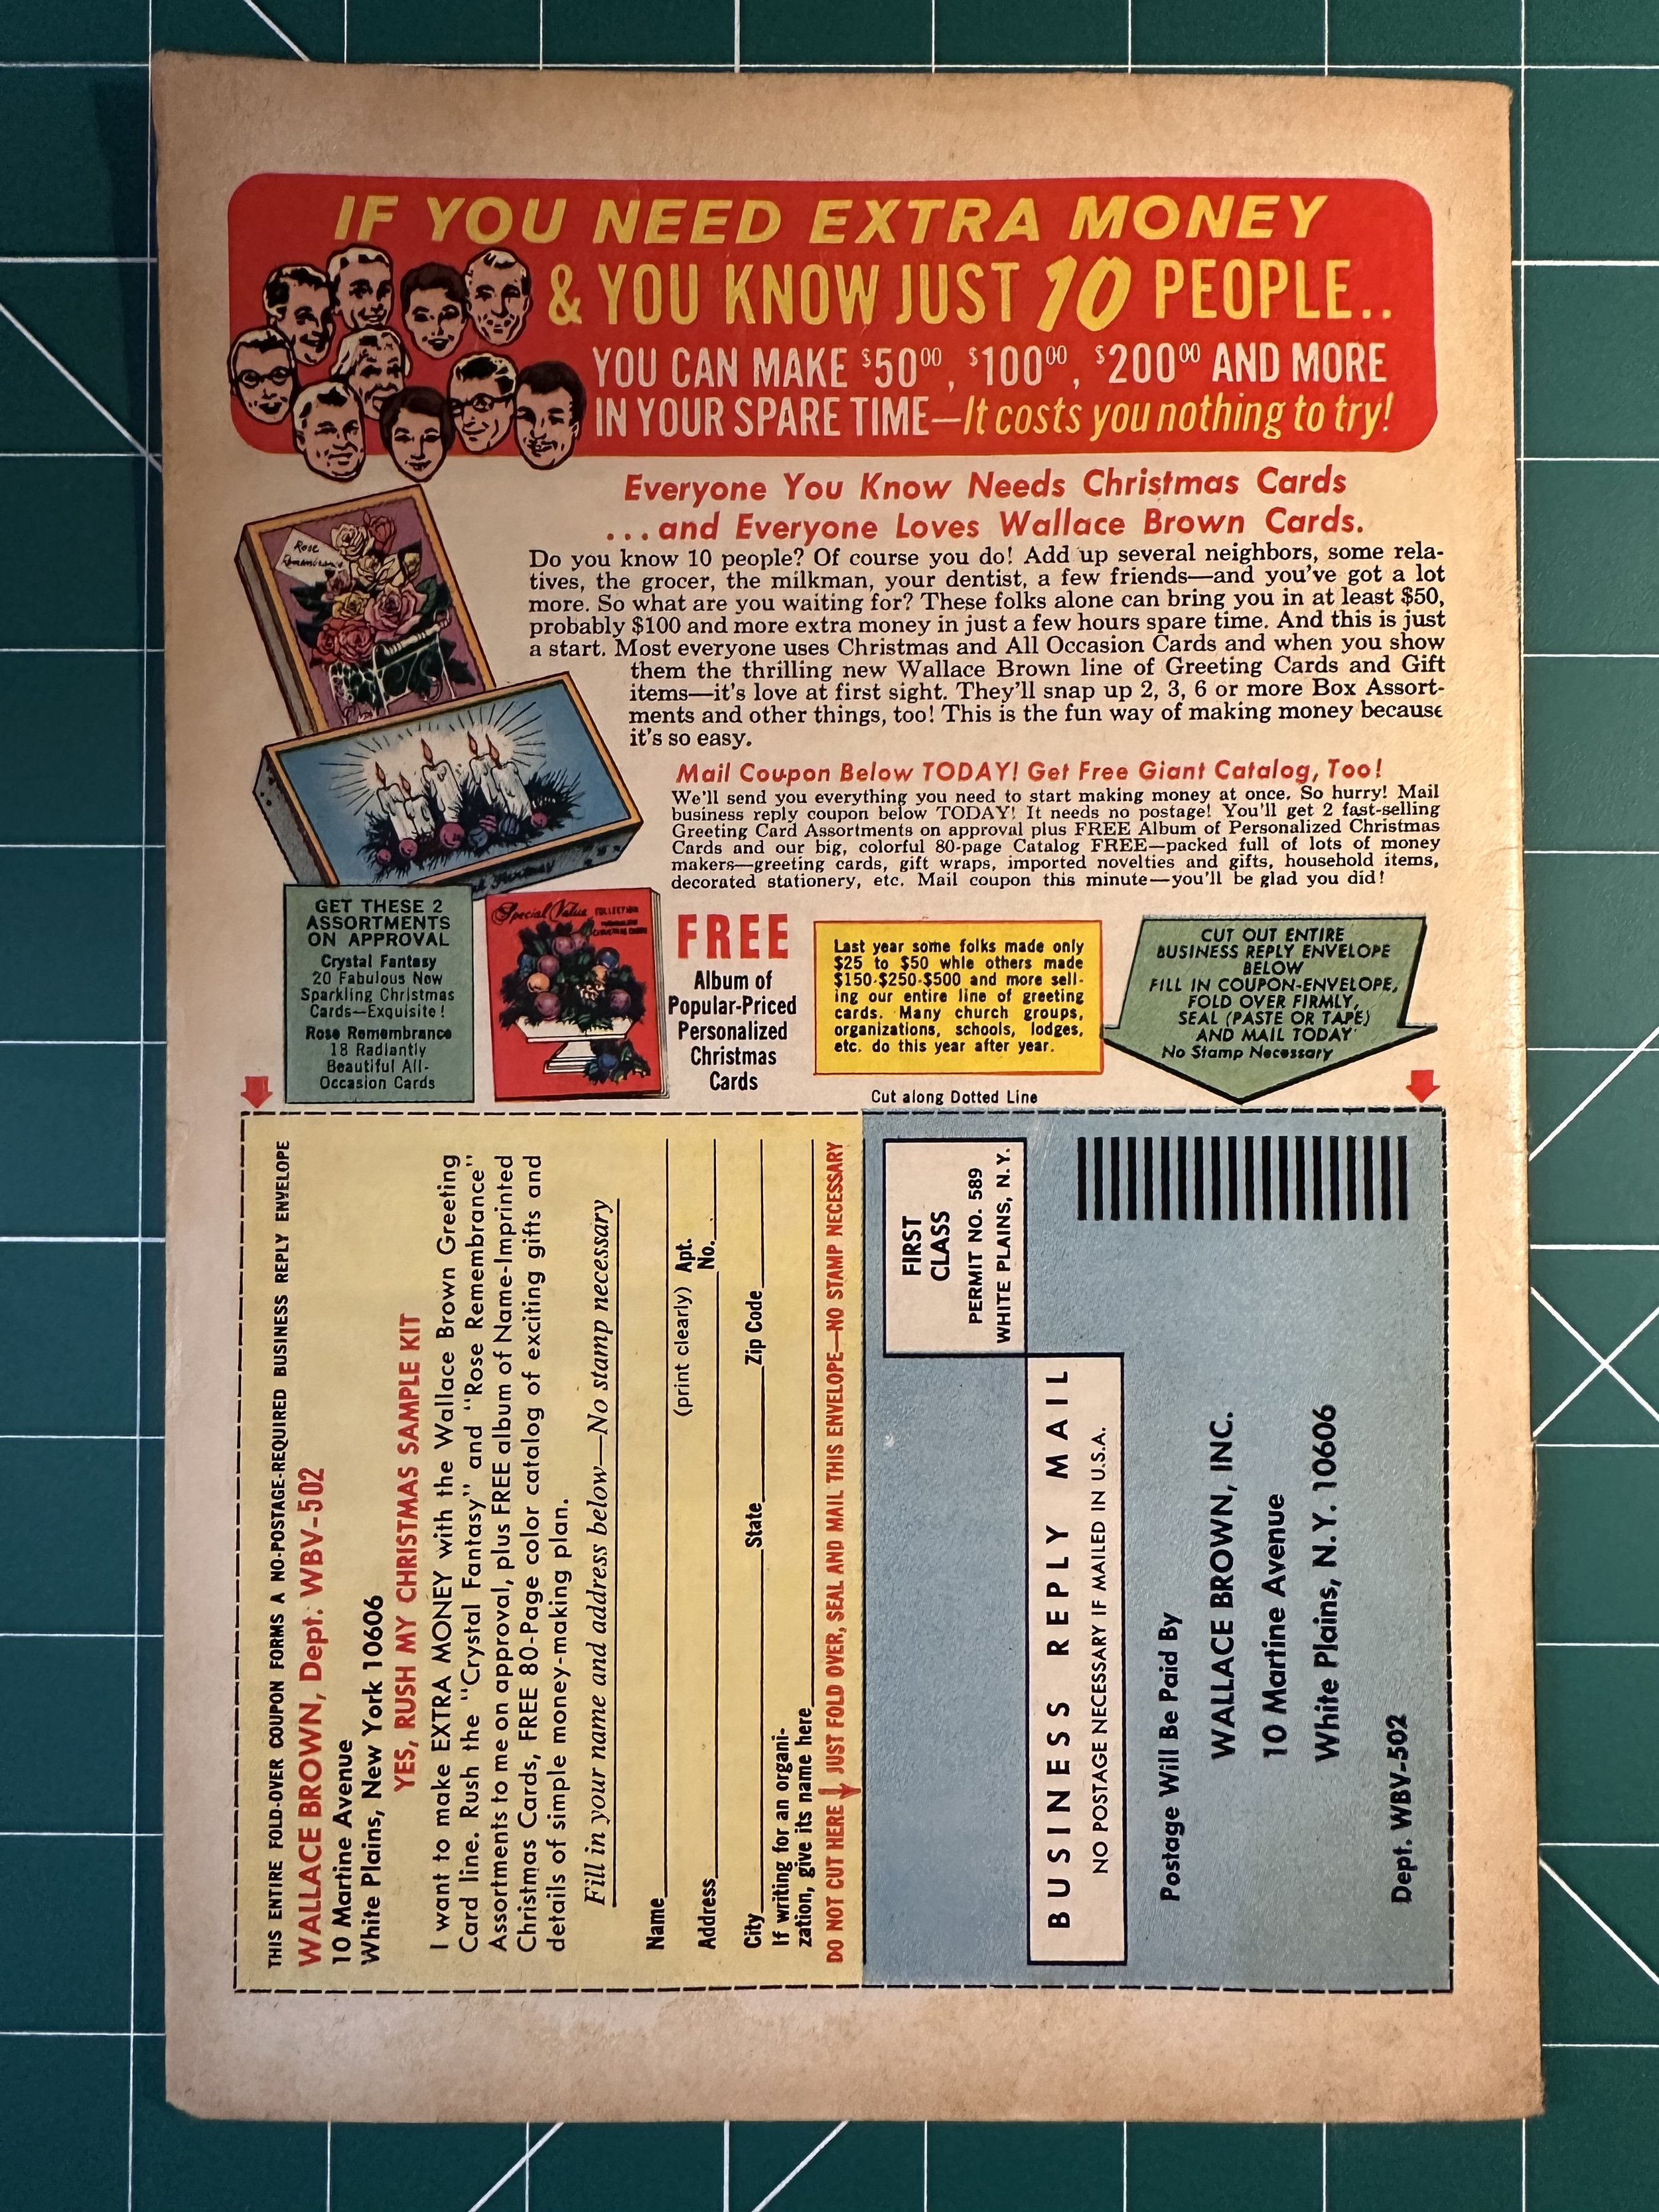 IF YOU NEED EXTRA MONEY
& YOU KNOW JUST 10 PEOPLE..
YOU CAN MAKE $5000, $10000, $20000 AND MORE
IN YOUR SPARE TIME—It costs you nothing to try!
Everyone You Know Needs Christmas Cards
...and Everyone Loves Wallace Brown Cards.
Rose
Remembrance
Do you know 10 people? Of course you do! Add up several neighbors, some rela-
tives, the grocer, the milkman, your dentist, a few friends—and you've got a lot
more. So what are you waiting for? These folks alone can bring you in at least $50,
probably $100 and more extra money in just a few hours spare time. And this is just
a start. Most everyone uses Christmas and All Occasion Cards and when you show
them the thrilling new Wallace Brown line of Greeting Cards and Gift
items—it's love at first sight. They'll snap up 2, 3, 6 or more Box Assort-
ments and other things, too! This is the fun way of making money because
it's so easy.
Mail Coupon Below TODAY! Get Free Giant Catalog, Too!
We'll send you everything you need to start making money at once. So hurry! Mail
business reply coupon below TODAY! It needs no postage! You'll get 2 fast-selling
Greeting Card Assortments on approval plus FREE Album of Personalized Christmas
Cards and our big, colorful 80-page Catalog FREE—packed full of lots of money
makers—greeting cards, gift wraps, imported novelties and gifts, household items,
decorated stationery, etc. Mail coupon this minute—you'll be glad you did!
GET THESE 2
ASSORTMENTS
ON APPROVAL
Crystal Fantasy
20 Fabulous New
Sparkling Christmas
Cards—Exquisite!
Rose Remembrance
18 Radiantly
Beautiful All-
Occasion Cards
Special Value COLLECTION
CHRISTMAS CARDS
FREE
Album of
Popular-Priced
Personalized
Christmas
Cards
Last year some folks made only
$25 to $50 whle others made
$150-$250-$500 and more sell-
ing our entire line of greeting
cards. Many church groups,
organizations, schools, lodges,
etc. do this year after year.
CUT OUT ENTIRE
BUSINESS REPLY ENVELOPE
BELOW
FILL IN COUPON-ENVELOPE,
FOLD OVER FIRMLY,
SEAL (PASTE OR TAPE)
AND MAIL TODAY
No Stamp Necessary
Cut along Dotted Line
THIS ENTIRE FOLD-OVER COUPON FORMS A NO-POSTAGE-REQUIRED BUSINESS REPLY ENVELOPE
WALLACE BROWN, Dept. WBV-502
10 Martine Avenue
White Plains, New York 10606
YES, RUSH MY CHRISTMAS SAMPLE KIT
I want to make EXTRA MONEY with the Wallace Brown Greeting
Card line. Rush the "Crystal Fantasy" and "Rose Remembrance"
Assortments to me on approval, plus FREE album of Name-Imprinted
Christmas Cards, FREE 80-Page color catalog of exciting gifts and
details of simple money-making plan.
Fill in your name and address below—No stamp necessary
Name
(print clearly)
Address Apt. No.
City State Zip Code
If writing for an organi-
zation, give its name here
DO NOT CUT HERE JUST FOLD OVER, SEAL AND MAIL THIS ENVELOPE—NO STAMP NECESSARY
FIRST
CLASS
PERMIT NO. 589
WHITE PLAINS, N.Y.
BUSINESS REPLY MAIL
NO POSTAGE NECESSARY IF MAILED IN U.S.A.
Postage Will Be Paid By
WALLACE BROWN, INC.
10 Martine Avenue
White Plains, N.Y. 10606
Dept. WBV-502